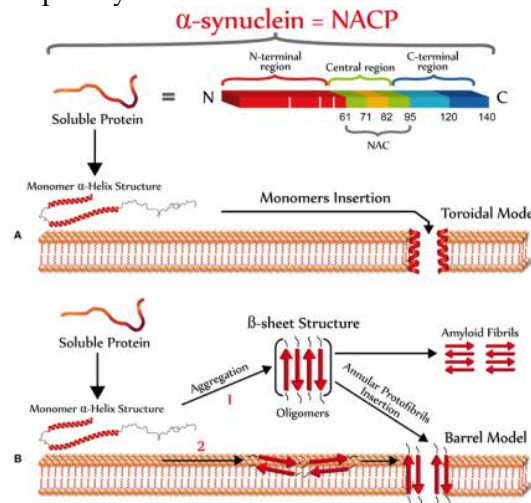 α-synuclein = NACP
N-terminal region
Central region
C-terminal region
Soluble Protein
=
N
C
61 71 82 95 120 140
NAC
Monomer α-Helix Structure
Monomers Insertion
Toroidal Model
A
Soluble Protein
ß-sheet Structure
Amyloid Fibrils
Aggregation
1
Oligomers
Annular Protofibrils
Insertion
Monomer α-Helix Structure
Barrel Model
2
B